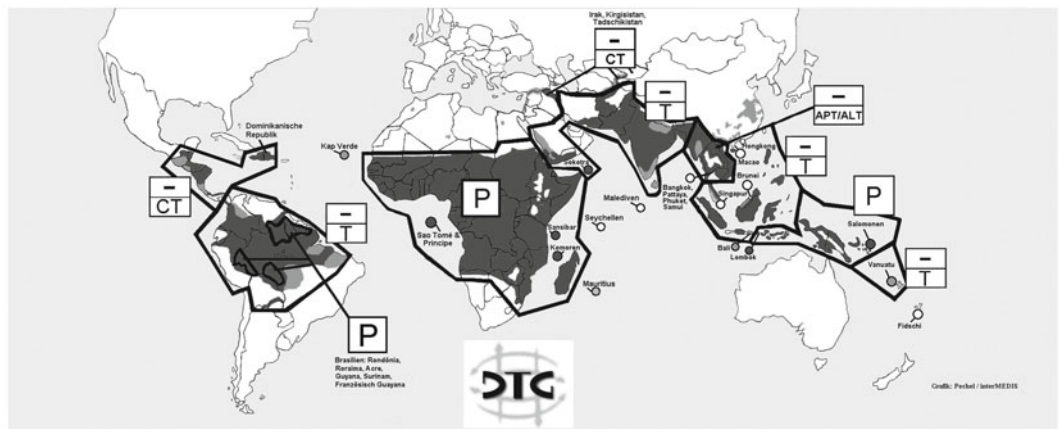 Irak, Kirgisistan,
Tadschikistan
–
CT
–
T
–
APT/ALT
Dominikanische
Republik
Kap Verde
Sokotra
Hongkong
Macao
–
T
P
–
CT
–
T
P
Sao Tomé &
Principe
Sansibar
Komoren
Malediven
Seychellen
Mauritius
Bangkok,
Pattaya,
Phuket,
Samui
Brunei
Singapur
Bali
Lombok
Salomonen
Vanuatu
–
T
Fidschi
P
Brasilien: Rondônia,
Roraima, Acre,
Guyana, Surinam,
Französisch Guayana
DTG
Grafik: Pechel / interMEDIS